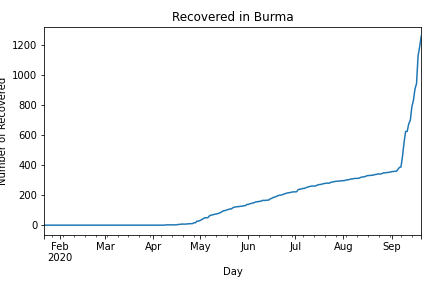 Recovered in Burma
Number of Recovered
1200
1000
800
600
400
200
0
Feb Mar Apr May Jun Jul Aug Sep
2020
Day